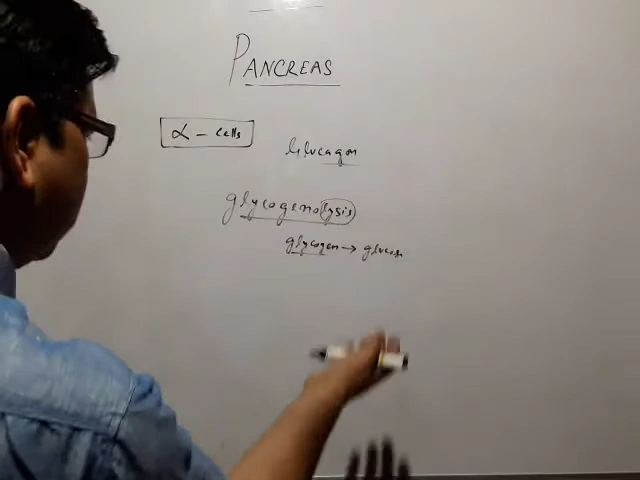 PANCREAS
α - cells
Glucagon
glycogenolysis
glycogen → glucose